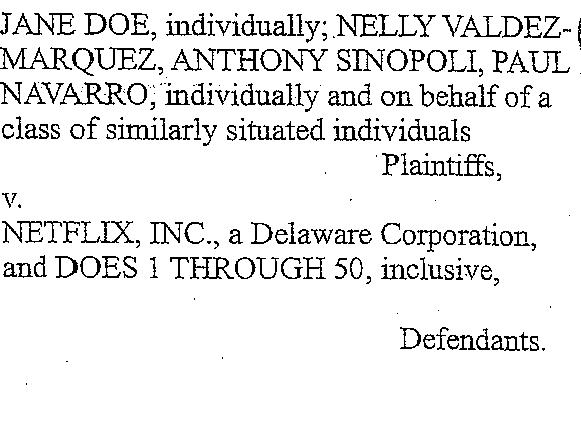 JANE DOE, individually; NELLY VALDEZ-
MARQUEZ, ANTHONY SINOPOLI, PAUL
NAVARRO, individually and on behalf of a
class of similarly situated individuals
Plaintiffs,
v.
NETFLIX, INC., a Delaware Corporation,
and DOES 1 THROUGH 50, inclusive,
Defendants.